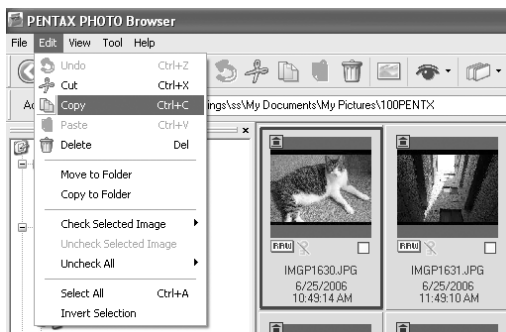 PENTAX PHOTO Browser
File Edit View Tool Help
Undo Ctrl+Z
Cut Ctrl+X
Copy Ctrl+C
Paste Ctrl+V
Delete Del
Move to Folder
Copy to Folder
Check Selected Image
Uncheck Selected Image
Uncheck All
Select All Ctrl+A
Invert Selection
ings\ss\My Documents\My Pictures\100PENTX
RAW
IMGP1630.JPG
6/25/2006
10:49:14 AM
RAW
IMGP1631.JPG
6/25/2006
11:49:10 AM